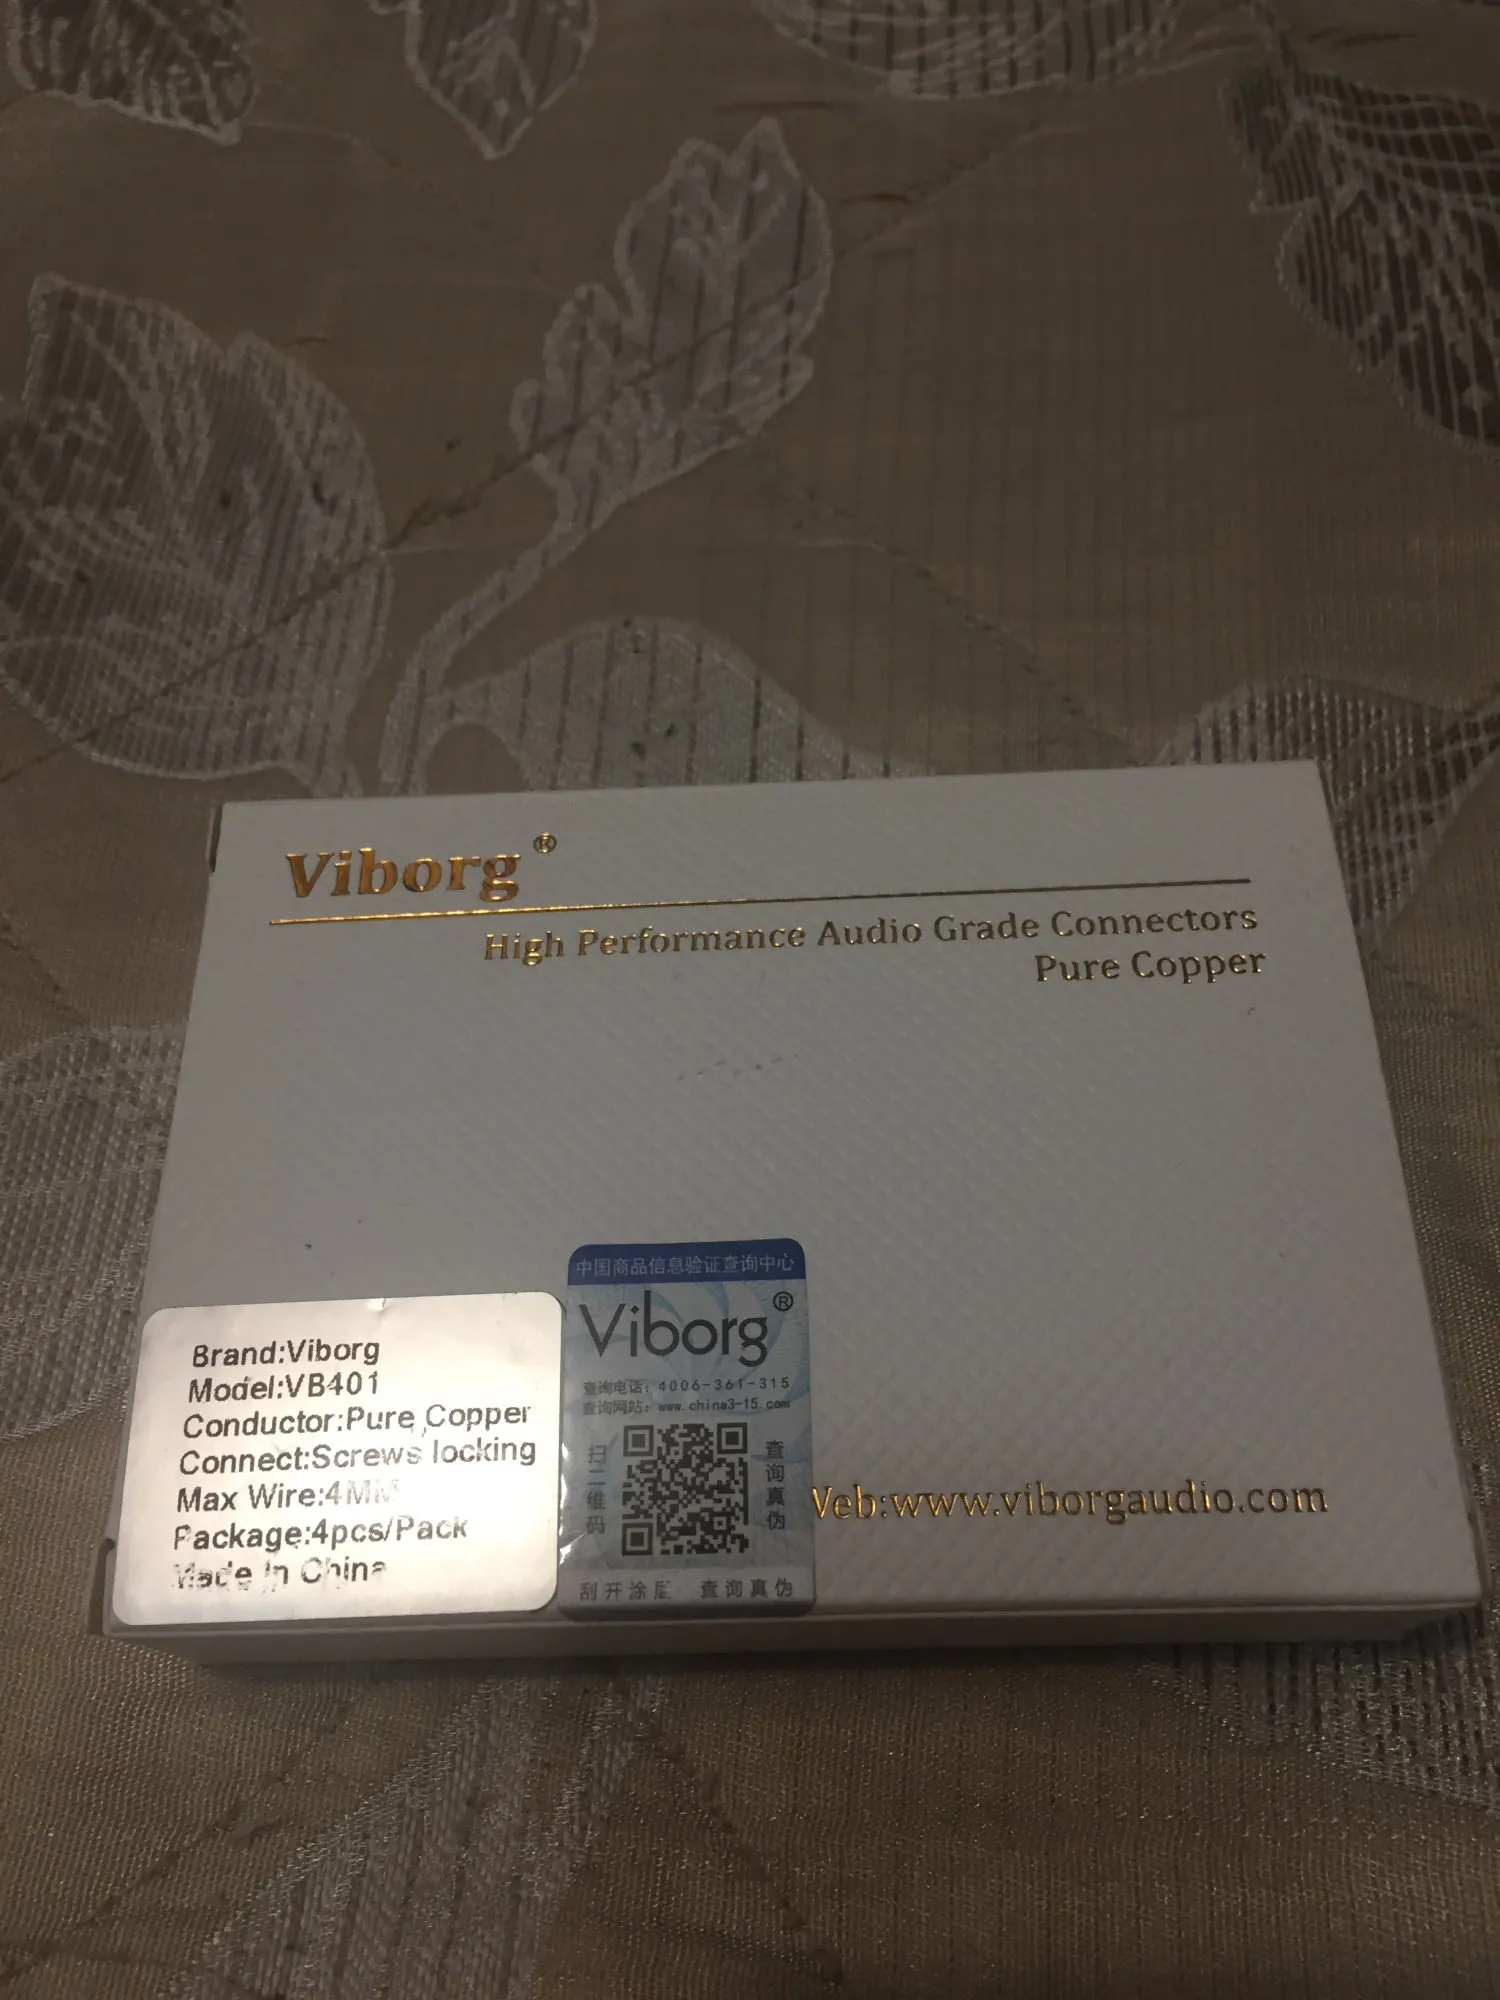 Viborg®
High Performance Audio Grade Connectors
Pure Copper
Brand:Viborg
Model:VB401
Conductor:Pure Copper
Connect:Screws locking
Max Wire:4MM
Package:4pcs/Pack
Made In China
中国商品信息验证查询中心
Viborg®
查询电话: 4006-361-315
查询网站: www.china3-15.com
扫二维码
查询真伪
刮开涂层 查询真伪
Web:www.viborgaudio.com